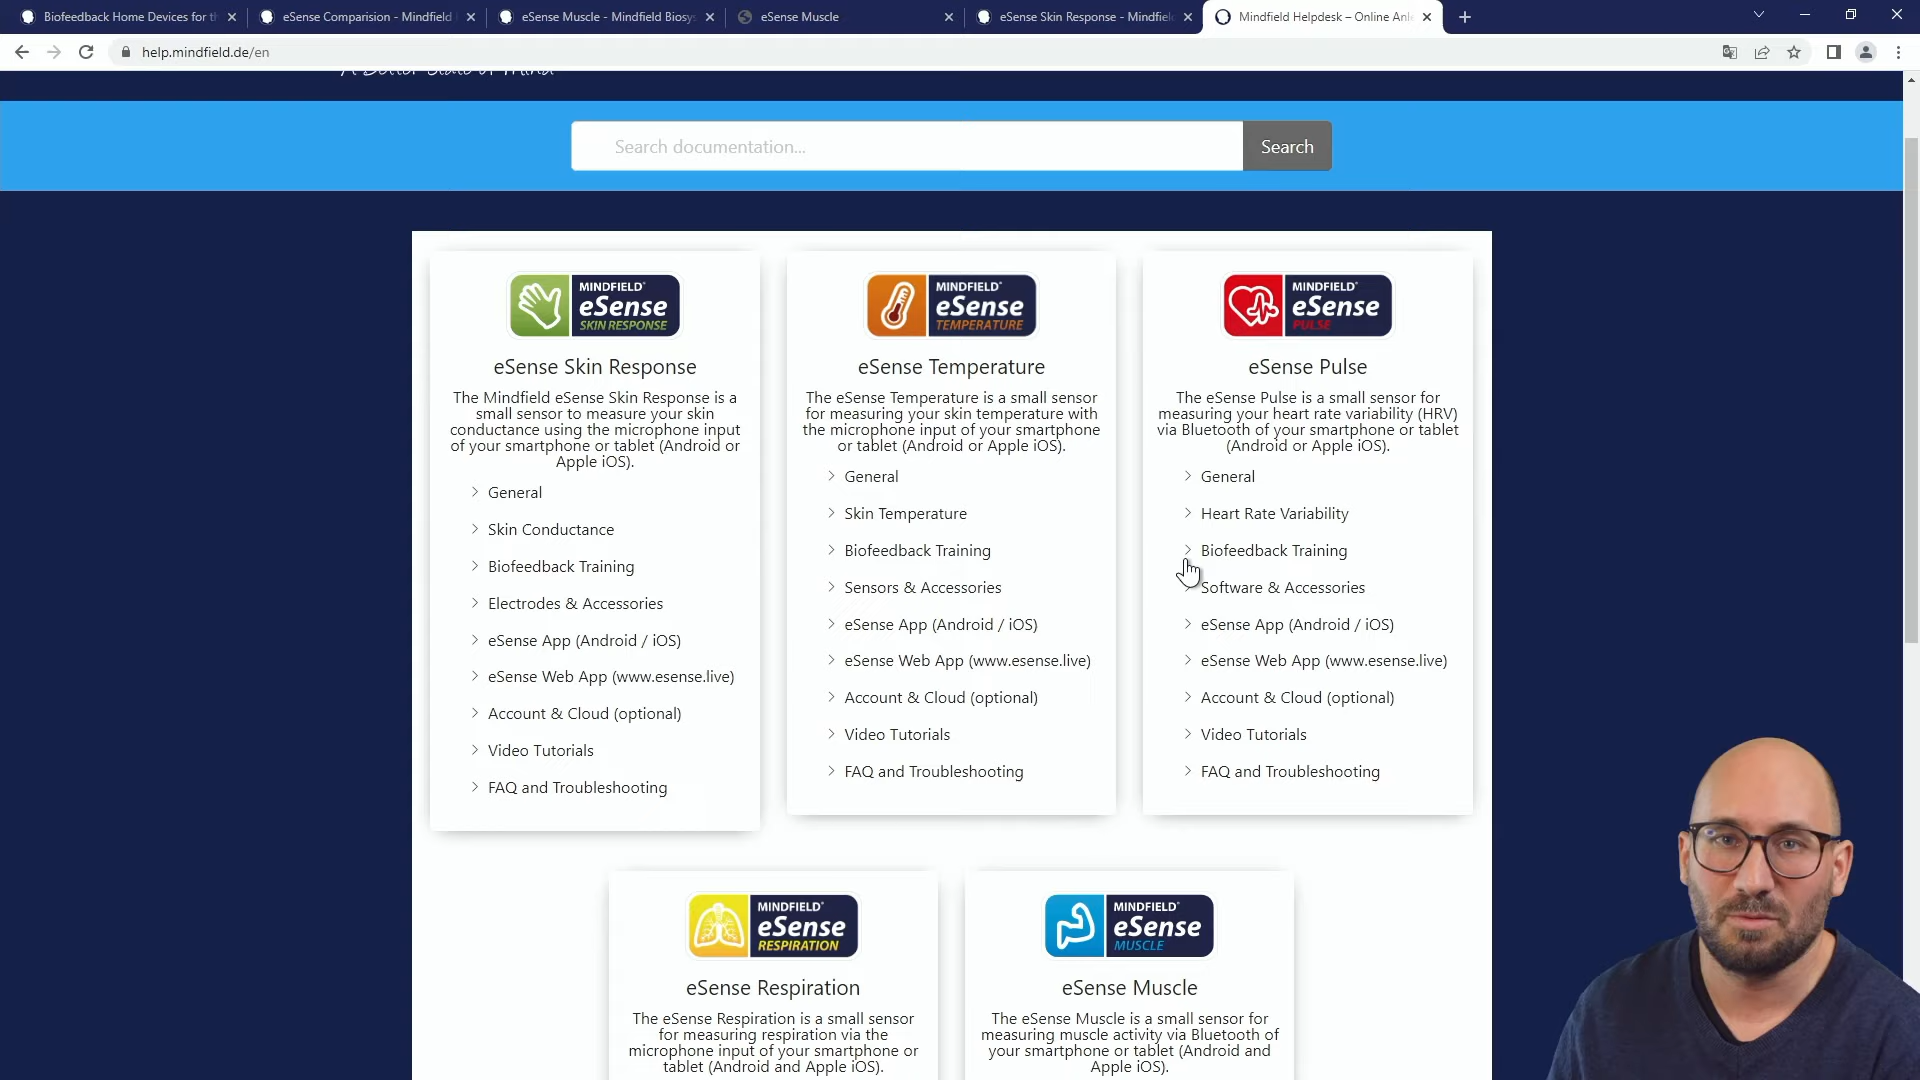 Biofeedback Home Devices for th
eSense Comparision - Mindfield
eSense Muscle - Mindfield Biosy
eSense Muscle
eSense Skin Response - Mindfiel
Mindfield Helpdesk – Online Anl
help.mindfield.de/en
A Better State of Mind
Search documentation...
Search
MINDFIELD®
eSense
SKIN RESPONSE
eSense Skin Response
The Mindfield eSense Skin Response is a
small sensor to measure your skin
conductance using the microphone input
of your smartphone or tablet (Android or
Apple iOS).
General
Skin Conductance
Biofeedback Training
Electrodes & Accessories
eSense App (Android / iOS)
eSense Web App (www.esense.live)
Account & Cloud (optional)
Video Tutorials
FAQ and Troubleshooting
MINDFIELD®
eSense
TEMPERATURE
eSense Temperature
The eSense Temperature is a small sensor
for measuring your skin temperature with
the microphone input of your smartphone
or tablet (Android or Apple iOS).
General
Skin Temperature
Biofeedback Training
Sensors & Accessories
eSense App (Android / iOS)
eSense Web App (www.esense.live)
Account & Cloud (optional)
Video Tutorials
FAQ and Troubleshooting
MINDFIELD®
eSense
PULSE
eSense Pulse
The eSense Pulse is a small sensor for
measuring your heart rate variability (HRV)
via Bluetooth of your smartphone or tablet
(Android or Apple iOS).
General
Heart Rate Variability
Biofeedback Training
Software & Accessories
eSense App (Android / iOS)
eSense Web App (www.esense.live)
Account & Cloud (optional)
Video Tutorials
FAQ and Troubleshooting
MINDFIELD®
eSense
RESPIRATION
eSense Respiration
The eSense Respiration is a small sensor
for measuring respiration via the
microphone input of your smartphone or
tablet (Android and Apple iOS).
MINDFIELD®
eSense
MUSCLE
eSense Muscle
The eSense Muscle is a small sensor for
measuring muscle activity via Bluetooth of
your smartphone or tablet (Android and
Apple iOS).